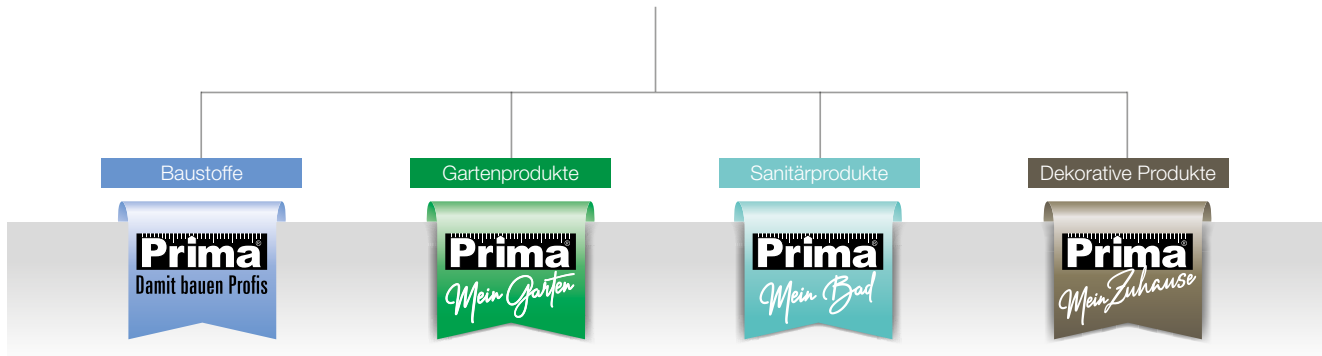 Baustoffe
Gartenprodukte
Sanitärprodukte
Dekorative Produkte
Prima®
Damit bauen Profis
Prima®
Mein Garten
Prima®
Mein Bad
Prima®
Mein Zuhause